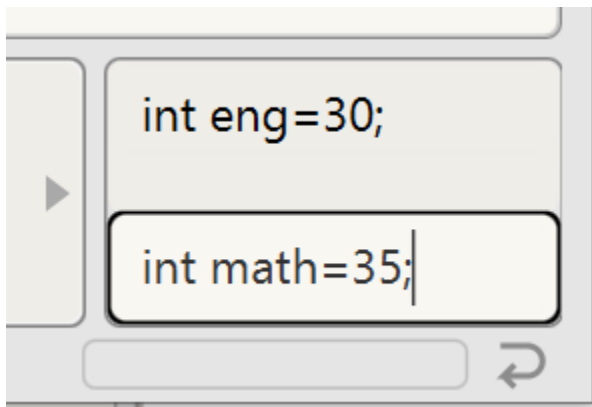 int eng=30;
int math=35;